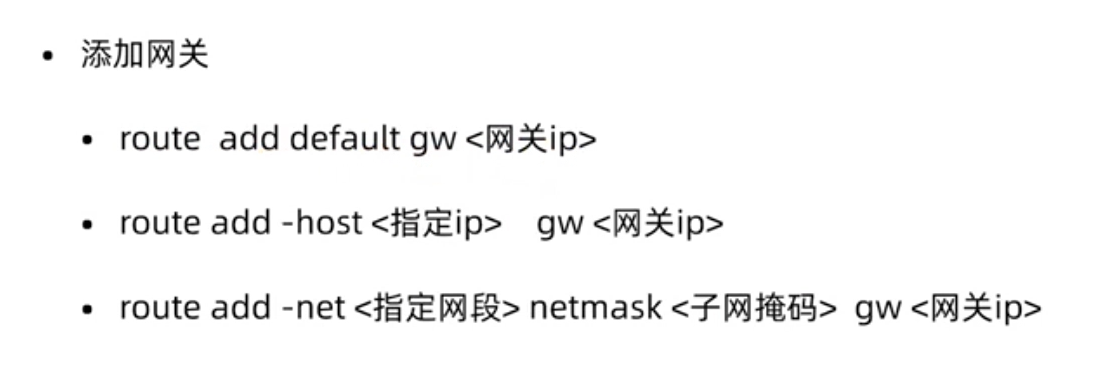 • 添加网关
• route add default gw <网关ip>
• route add -host <指定ip> gw <网关ip>
• route add -net <指定网段> netmask <子网掩码> gw <网关ip>